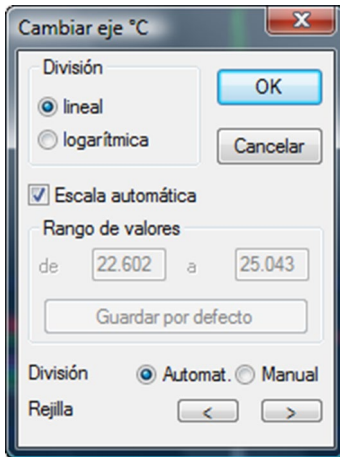 Cambiar eje °C
División
lineal
logarítmica
OK
Cancelar
Escala automática
Rango de valores
de 22.602 a 25.043
Guardar por defecto
División Automat. Manual
Rejilla < >